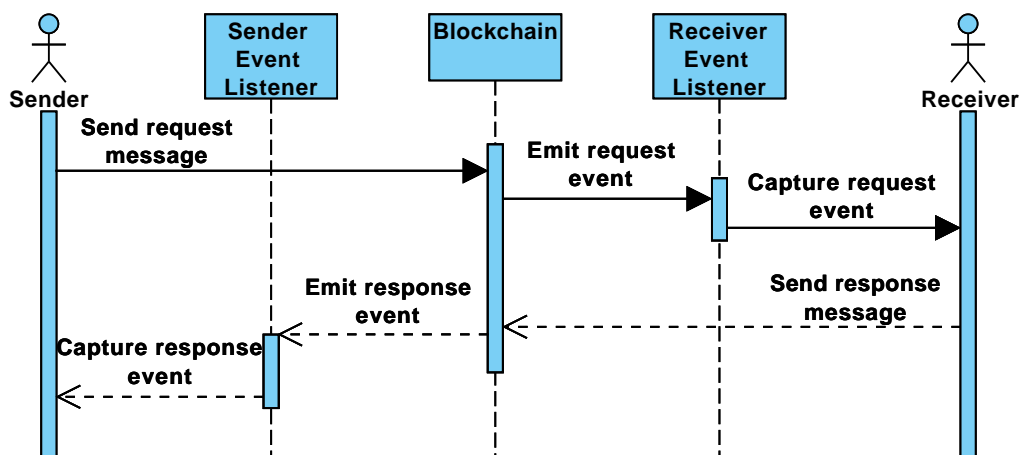 Sender
Sender
Event
Listener
Blockchain
Receiver
Event
Listener
Receiver
Send request
message
Emit request
event
Capture request
event
Send response
message
Emit response
event
Capture response
event